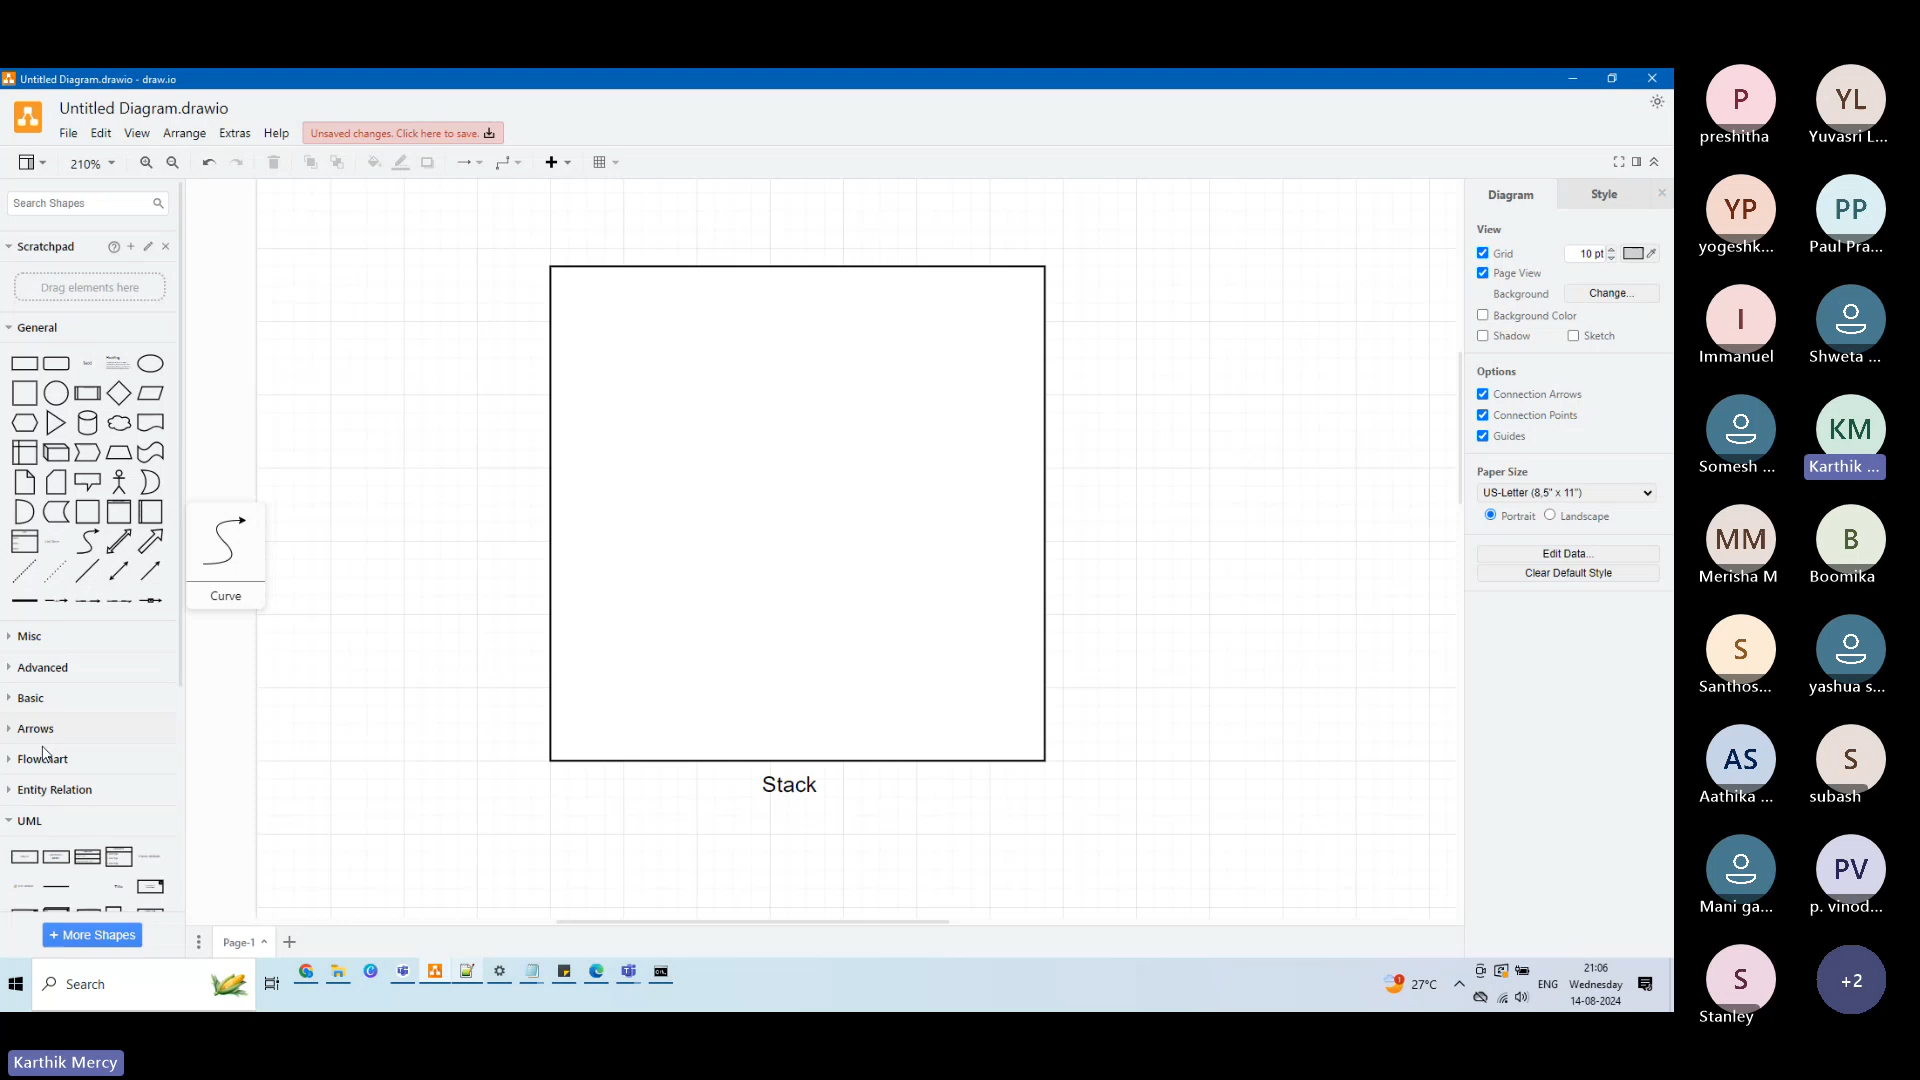 Untitled Diagram.drawio - draw.io
Untitled Diagram.drawio
File Edit View Arrange Extras Help Unsaved changes. Click here to save.
210%
Search Shapes
Scratchpad
Drag elements here
General
Text
Heading
Curve
Misc
Advanced
Basic
Arrows
Flowchart
Entity Relation
UML
Title
+ More Shapes
Stack
Page-1
Diagram Style
View
Grid 10 pt
Page View
Background Change...
Background Color
Shadow Sketch
Options
Connection Arrows
Connection Points
Guides
Paper Size
US-Letter (8,5" x 11")
Portrait Landscape
Edit Data...
Clear Default Style
Search
1
27°C
ENG
21:06
Wednesday
14-08-2024
P
preshitha
YL
Yuvasri L...
YP
yogeshk...
PP
Paul Pra...
I
Immanuel
Shweta ...
Somesh ...
KM
Karthik ...
MM
Merisha M
B
Boomika
S
Santhos...
yashua s...
AS
Aathika ...
S
subash
Mani ga...
PV
p. vinod...
S
Stanley
+2
Karthik Mercy